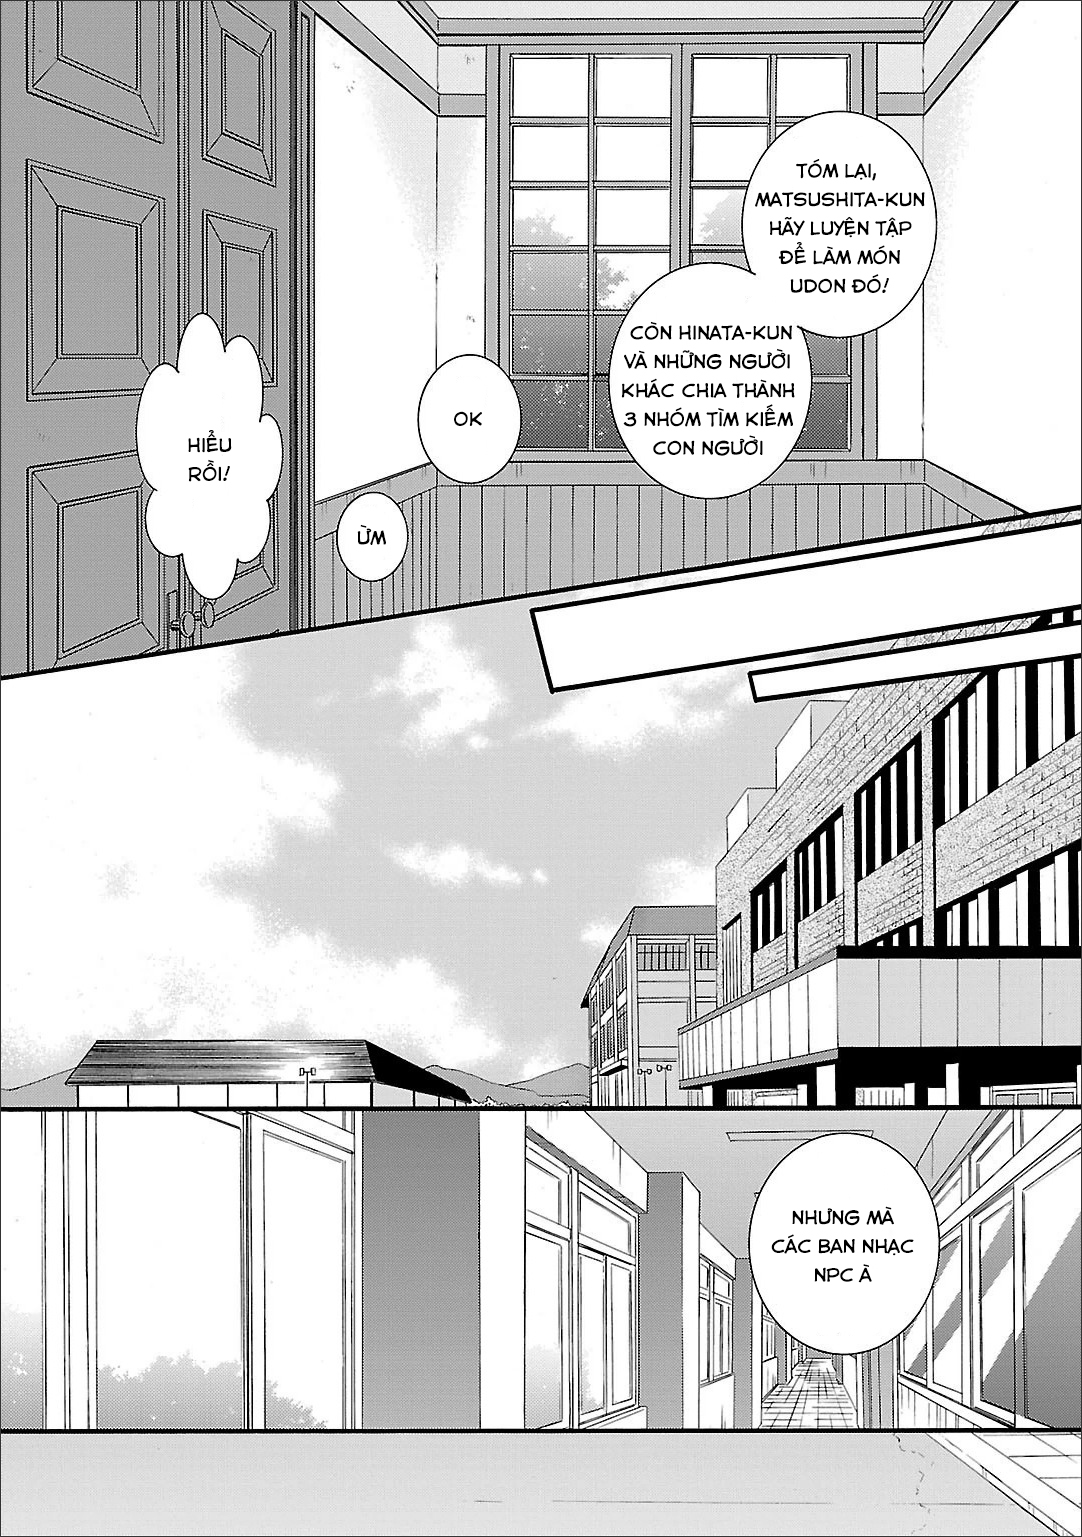 TÓM LẠI,
MATSUSHITA-KUN
HÃY LUYỆN TẬP
ĐỂ LÀM MÓN
UDON ĐÓ!
CÒN HINATA-KUN
VÀ NHỮNG NGƯỜI
KHÁC CHIA THÀNH
3 NHÓM TÌM KIẾM
CON NGƯỜI
OK
ỪM
HIỂU
RỒI!
NHƯNG MÀ
CÁC BAN NHẠC
NPC À